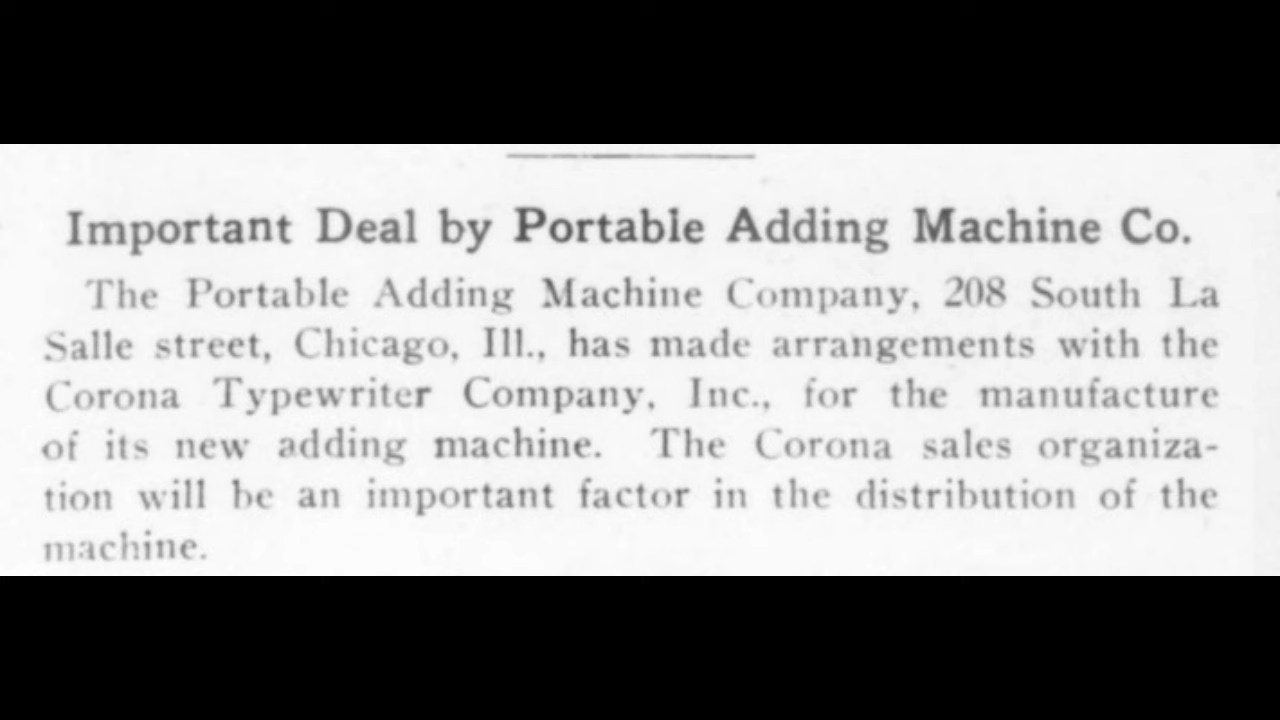 Important Deal by Portable Adding Machine Co.
The Portable Adding Machine Company, 208 South La
Salle street, Chicago, Ill., has made arrangements with the
Corona Typewriter Company, Inc., for the manufacture
of its new adding machine. The Corona sales organiza-
tion will be an important factor in the distribution of the
machine.